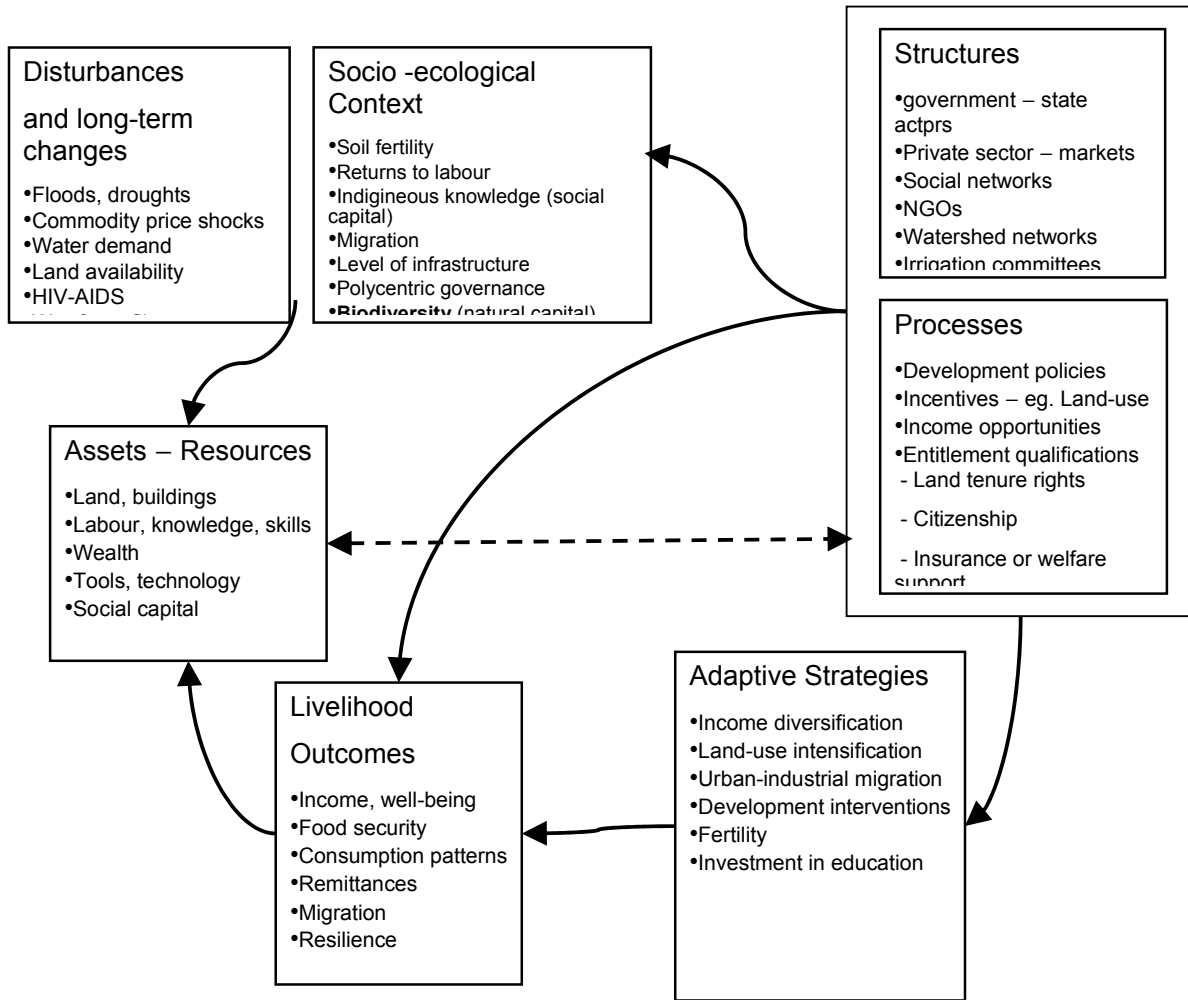 Disturbances
and long-term
changes
•Floods, droughts
•Commodity price shocks
•Water demand
•Land availability
•HIV-AIDS
Socio -ecological
Context
•Soil fertility
•Returns to labour
•Indigineous knowledge (social
capital)
•Migration
•Level of infrastructure
•Polycentric governance
•Biodiversity (natural capital)
Structures
•government – state
actprs
•Private sector – markets
•Social networks
•NGOs
•Watershed networks
•Irrigation committees
Processes
•Development policies
•Incentives – eg. Land-use
•Income opportunities
•Entitlement qualifications
- Land tenure rights
- Citizenship
- Insurance or welfare
support
Assets – Resources
•Land, buildings
•Labour, knowledge, skills
•Wealth
•Tools, technology
•Social capital
Livelihood
Outcomes
•Income, well-being
•Food security
•Consumption patterns
•Remittances
•Migration
•Resilience
Adaptive Strategies
•Income diversification
•Land-use intensification
•Urban-industrial migration
•Development interventions
•Fertility
•Investment in education